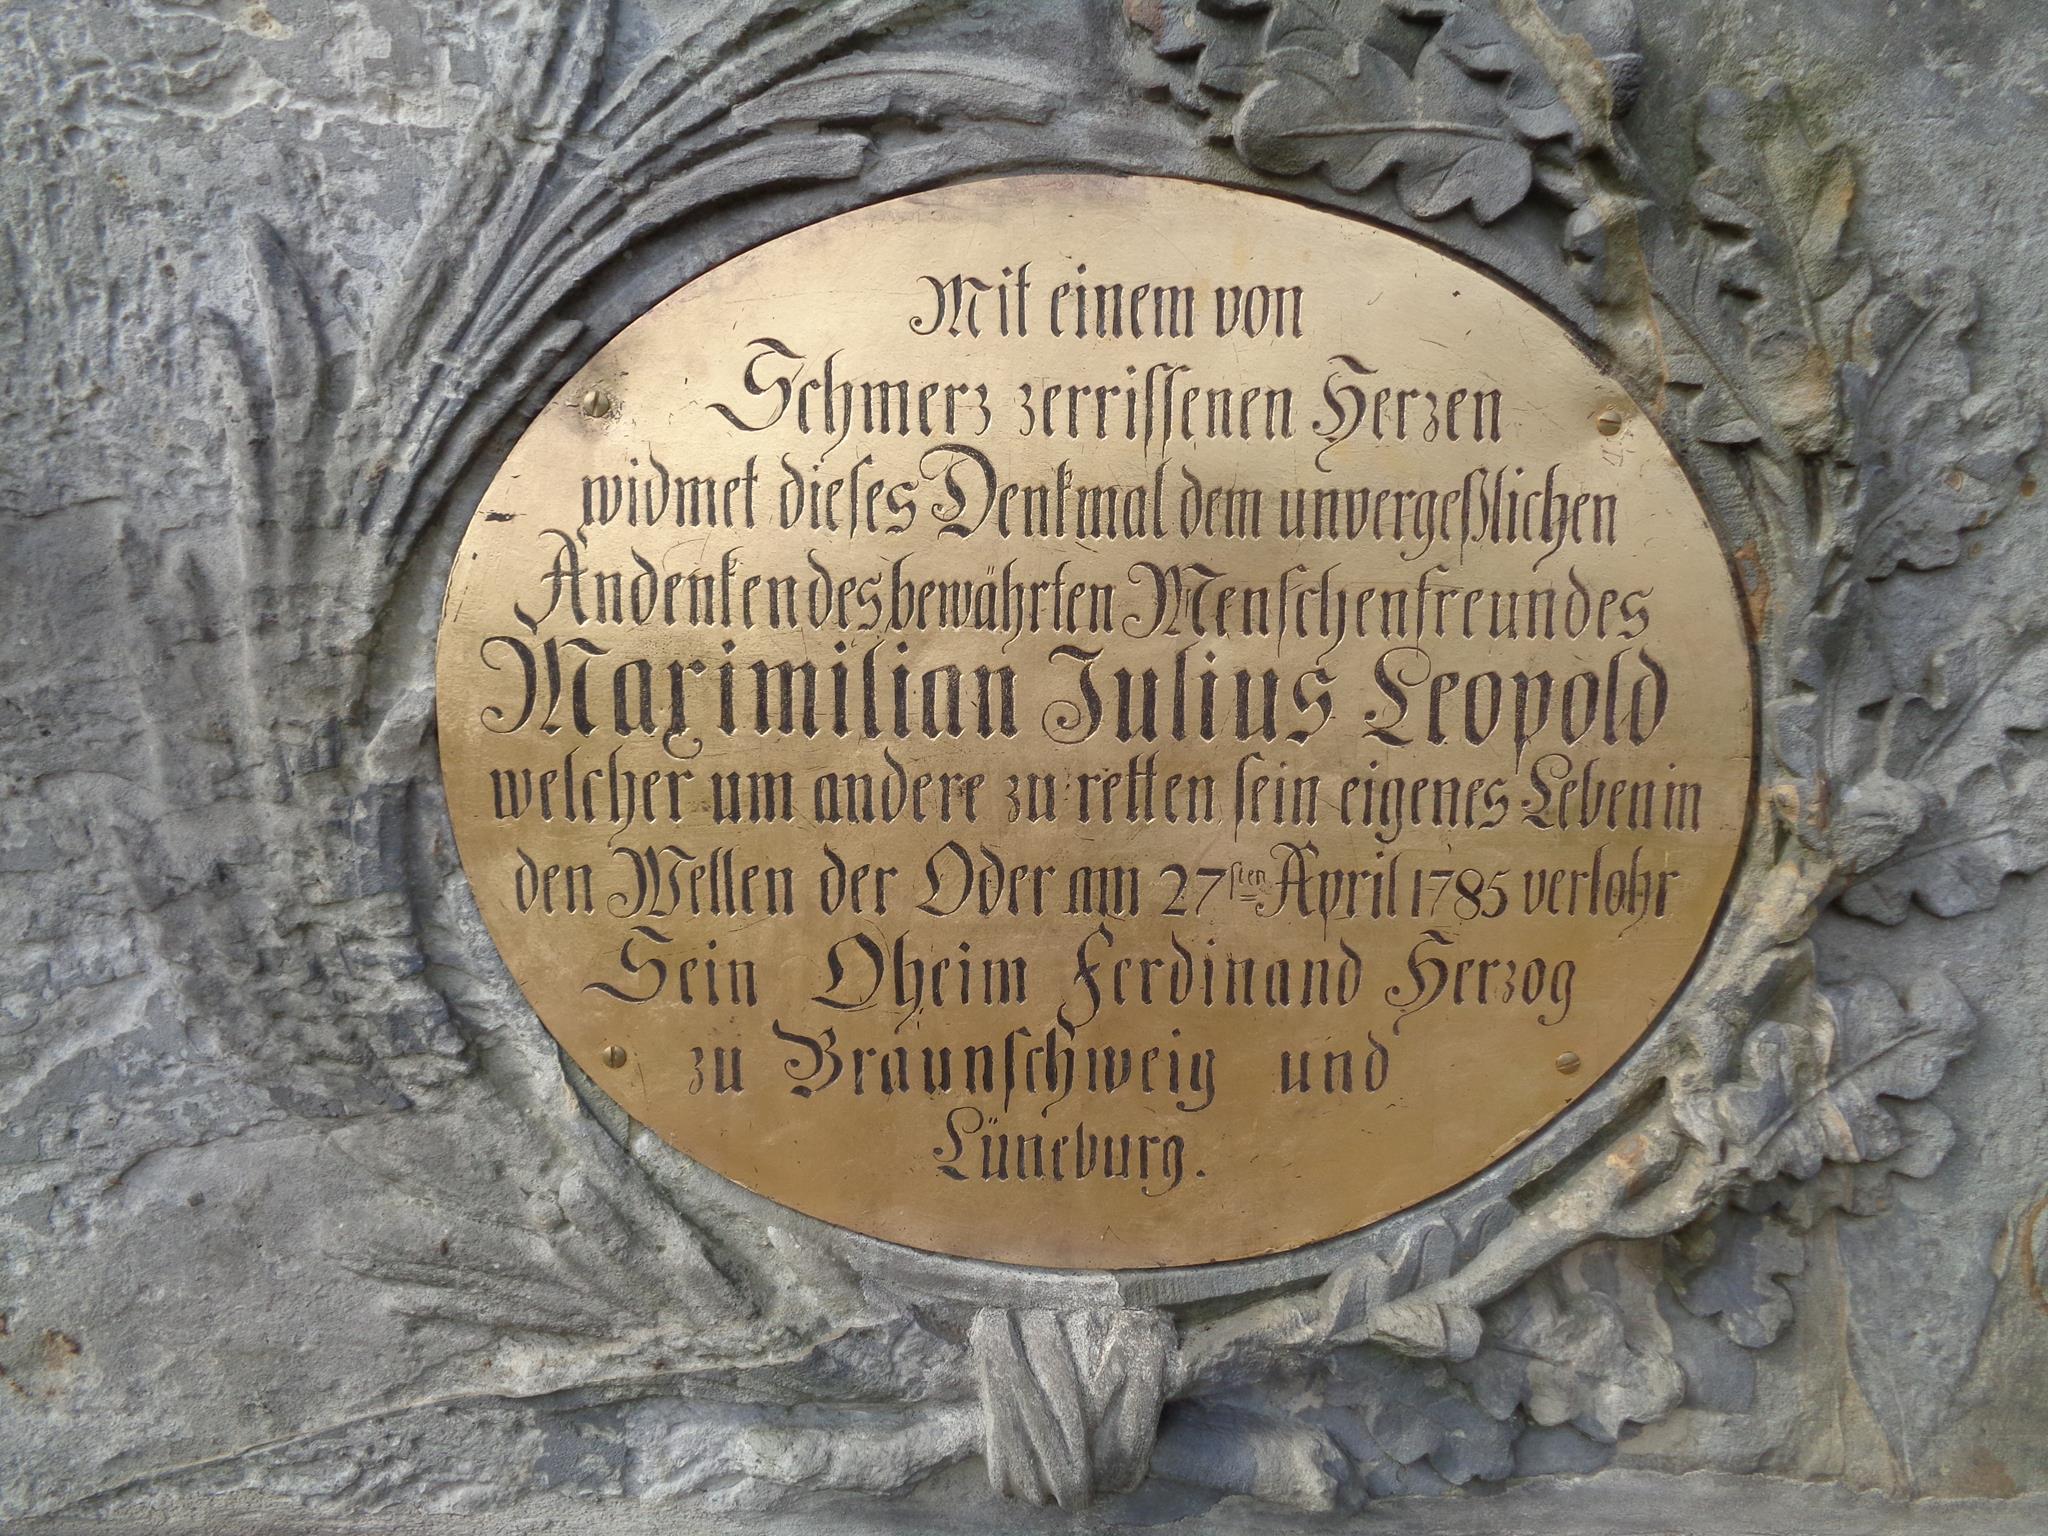 Mit einem von
Schmerz zerriſſenen Herzen
widmet dieſes Denkmal dem unvergeßlichen
Andenken des bewährten Menſchenfreundes
Maximilian Julius Leopold
welcher um andere zu retten ſein eigenes Leben in
den Wellen der Oder am 27ſten April 1785 verlohr
Sein Oheim Ferdinand Herzog
zu Braunſchweig und
Lüneburg.